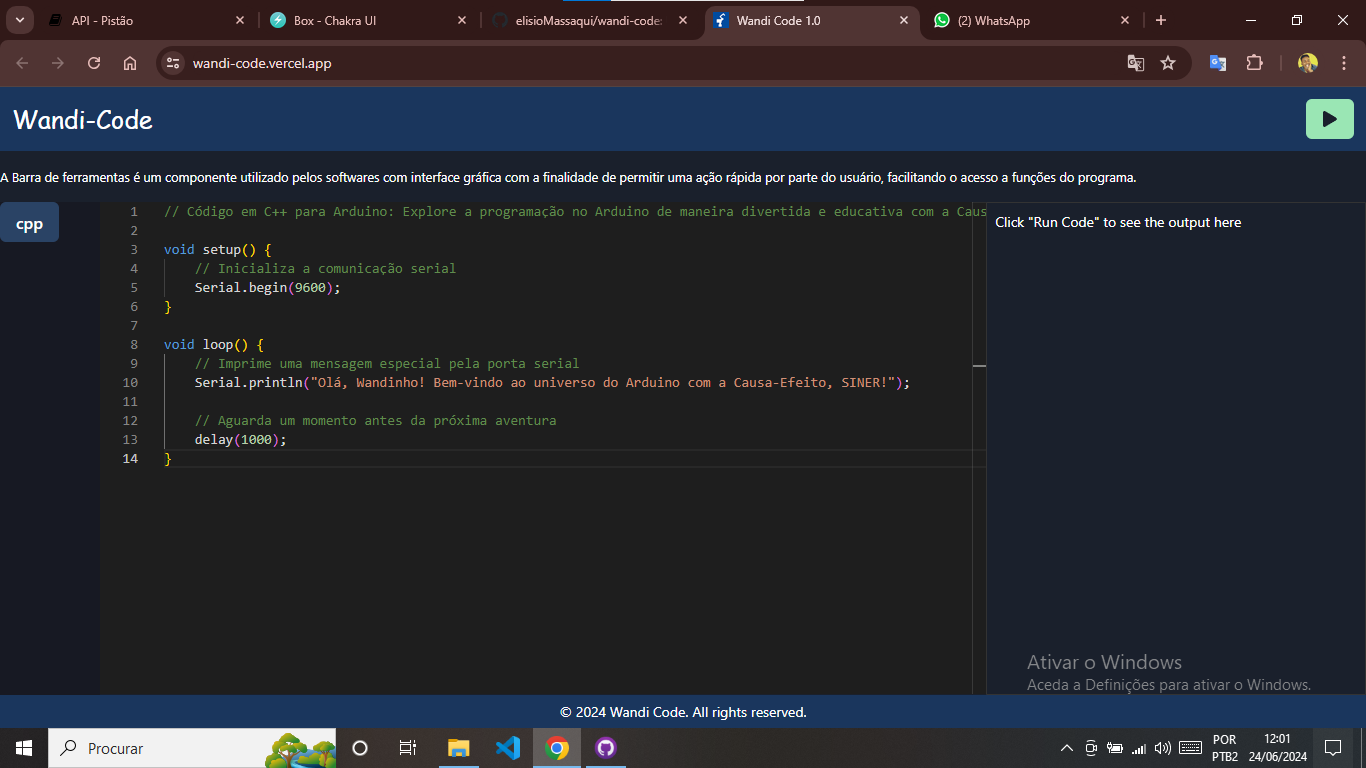 API - Pistão
Box - Chakra UI
elisioMassaqui/wandi-code:
Wandi Code 1.0
(2) WhatsApp
wandi-code.vercel.app
Wandi-Code
A Barra de ferramentas é um componente utilizado pelos softwares com interface gráfica com a finalidade de permitir uma ação rápida por parte do usuário, facilitando o acesso a funções do programa.
cpp
1 // Código em C++ para Arduino: Explore a programação no Arduino de maneira divertida e educativa com a Caus
2
3 void setup() {
4 // Inicializa a comunicação serial
5 Serial.begin(9600);
6 }
7
8 void loop() {
9 // Imprime uma mensagem especial pela porta serial
10 Serial.println("Olá, Wandinho! Bem-vindo ao universo do Arduino com a Causa-Efeito, SINER!");
11
12 // Aguarda um momento antes da próxima aventura
13 delay(1000);
14 }
Click "Run Code" to see the output here
Ativar o Windows
Aceda a Definições para ativar o Windows.
© 2024 Wandi Code. All rights reserved.
Procurar
POR
PTB2
12:01
24/06/2024